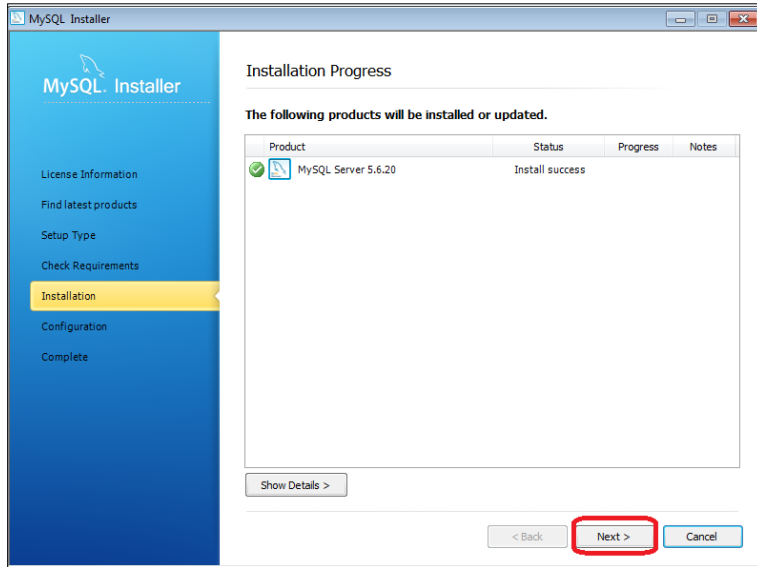 MySQL Installer
MySQL. Installer
License Information
Find latest products
Setup Type
Check Requirements
Installation
Configuration
Complete
Installation Progress
The following products will be installed or updated.
Product Status Progress Notes
MySQL Server 5.6.20 Install success
Show Details >
< Back Next > Cancel